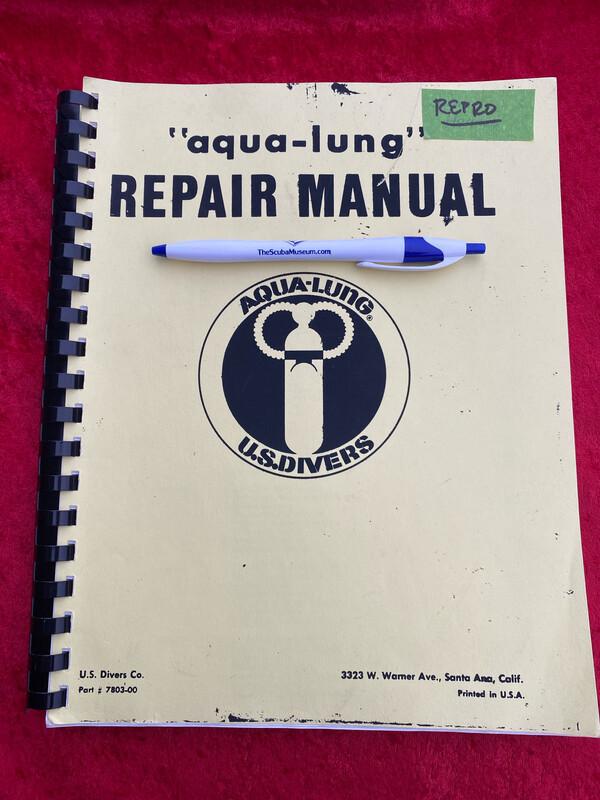 REPRO
"aqua-lung"
REPAIR MANUAL
TheScubaMuseum.com
AQUA-LUNG®
U.S.DIVERS
U.S. Divers Co.
Part # 7803-00
3323 W. Warner Ave., Santa Ana, Calif.
Printed in U.S.A.